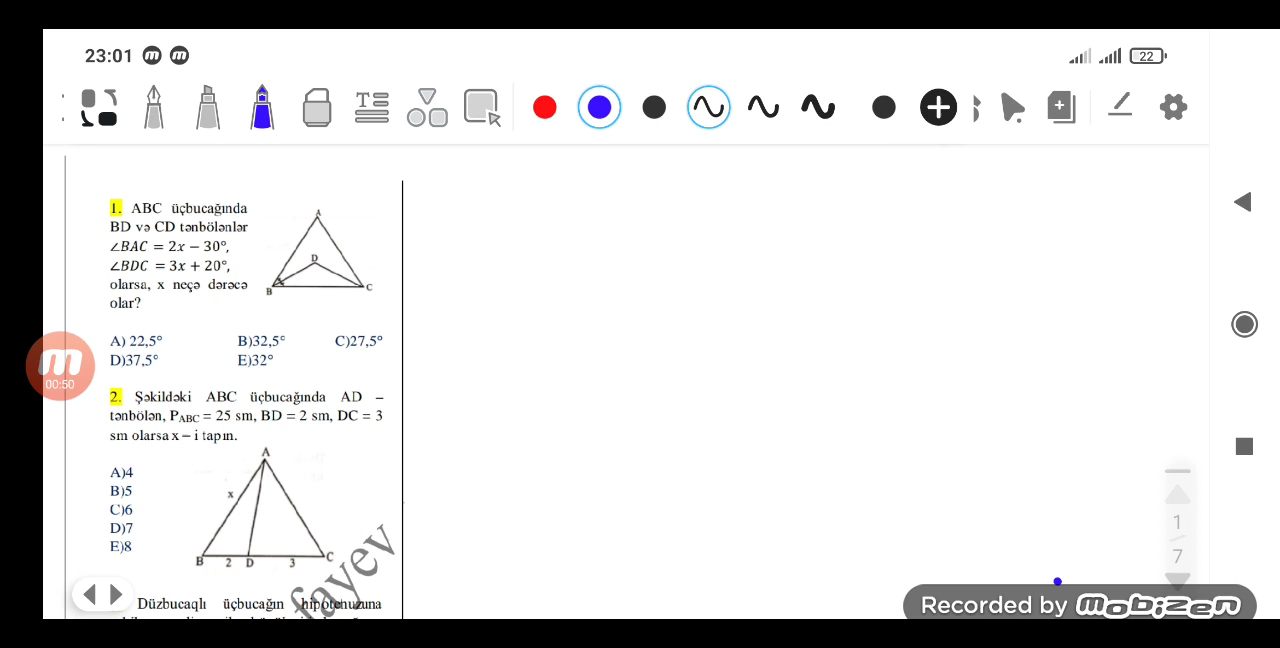 23:01
22
T
1. ABC üçbucağında
BD və CD tənbölənlər
∠BAC = 2x − 30°,
∠BDC = 3x + 20°,
olarsa, x neçə dərəcə
olar?
A
D
B
C
A) 22,5° B)32,5° C)27,5°
D)37,5° E)32°
00:50
2. Şəkildəki ABC üçbucağında AD –
tənbölən, PABC = 25 sm, BD = 2 sm, DC = 3
sm olarsa x – i tapın.
A)4
B)5
C)6
D)7
E)8
A
x
B 2 D 3 C
fayev
Düzbucaqlı üçbucağın hipotenuzuna
1
7
Recorded by mobizen